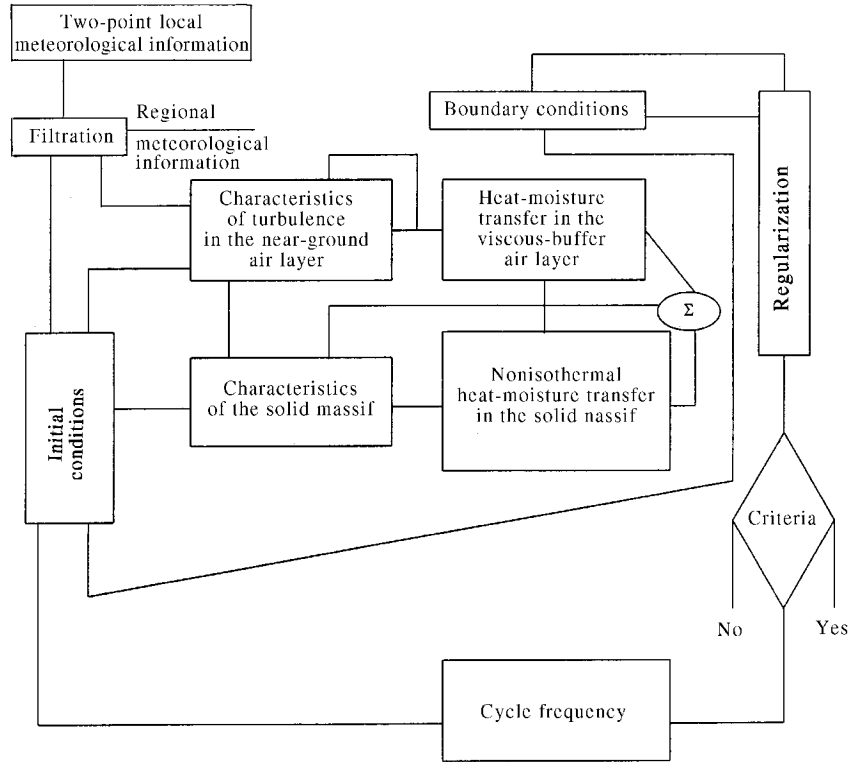 Two-point local
meteorological information
Filtration
Regional
meteorological
information
Boundary conditions
Characteristics
of turbulence
in the near-ground
air layer
Heat-moisture
transfer in the
viscous-buffer
air layer
Regularization
Σ
Initial
conditions
Characteristics
of the solid massif
Nonisothermal
heat-moisture transfer
in the solid nassif
Criteria
No
Yes
Cycle frequency